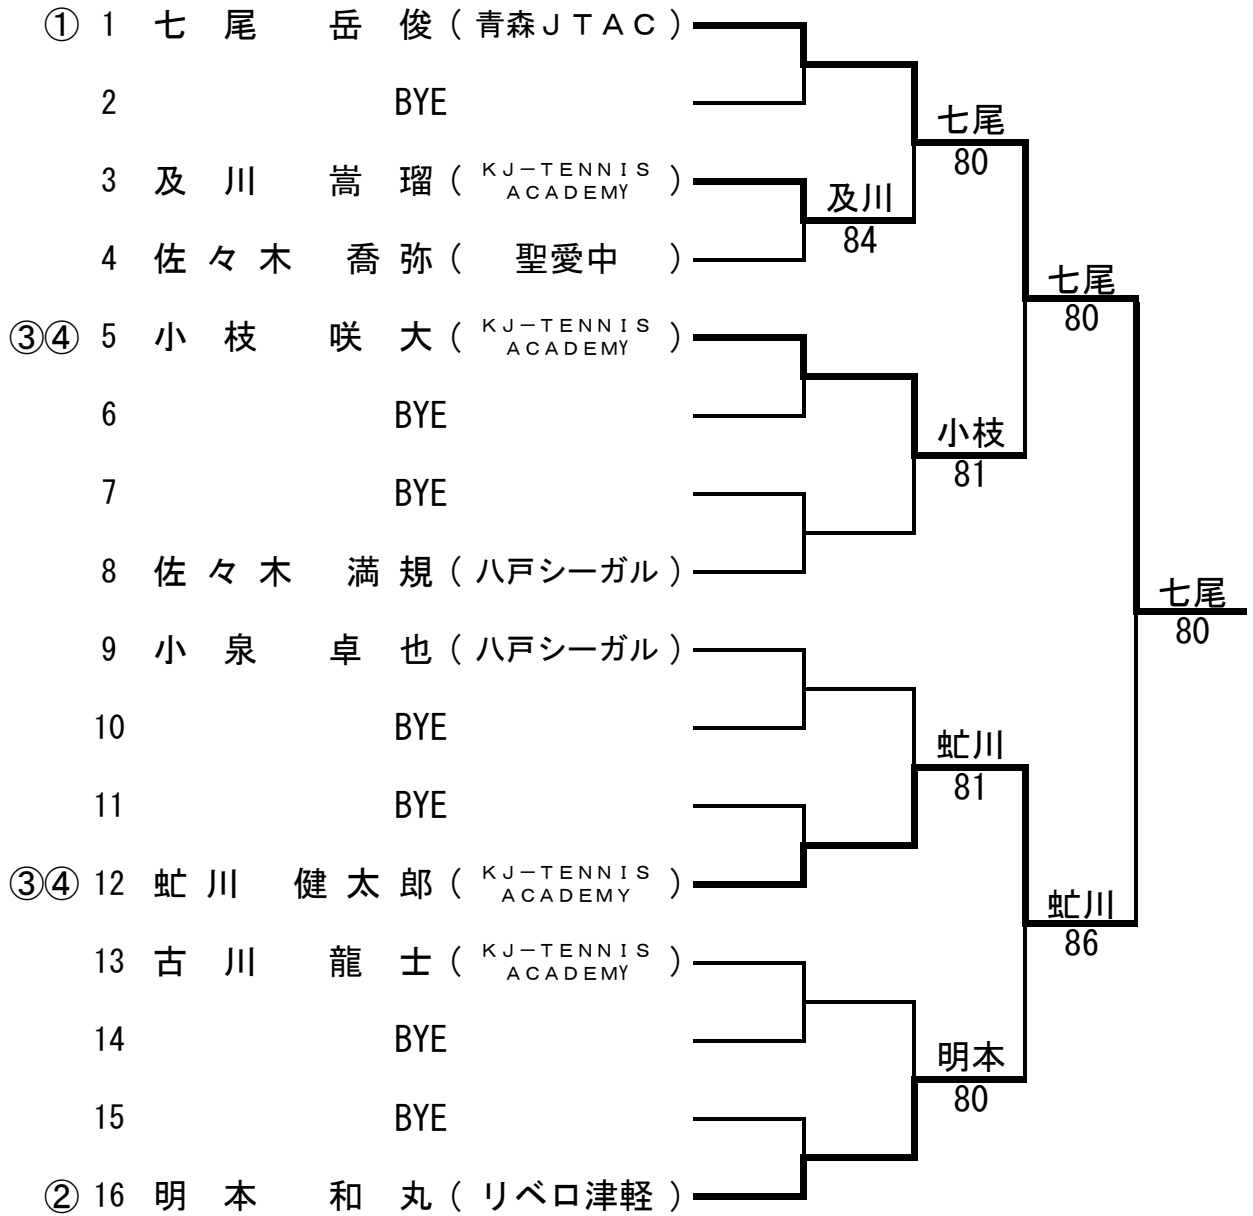 ① 1 七尾 岳俊 (青森JTAC)
2 BYE
七尾
80
3 及川 嵩瑠 (KJ-TENNIS ACADEMY)
及川
84
4 佐々木 喬弥 (聖愛中)
七尾
80
③④ 5 小枝 咲大 (KJ-TENNIS ACADEMY)
6 BYE
小枝
81
7 BYE
8 佐々木 満規 (八戸シーガル)
七尾
80
9 小泉 卓也 (八戸シーガル)
10 BYE
虻川
81
11 BYE
③④ 12 虻川 健太郎 (KJ-TENNIS ACADEMY)
虻川
86
13 古川 龍士 (KJ-TENNIS ACADEMY)
14 BYE
明本
80
15 BYE
② 16 明本 和丸 (リベロ津軽)